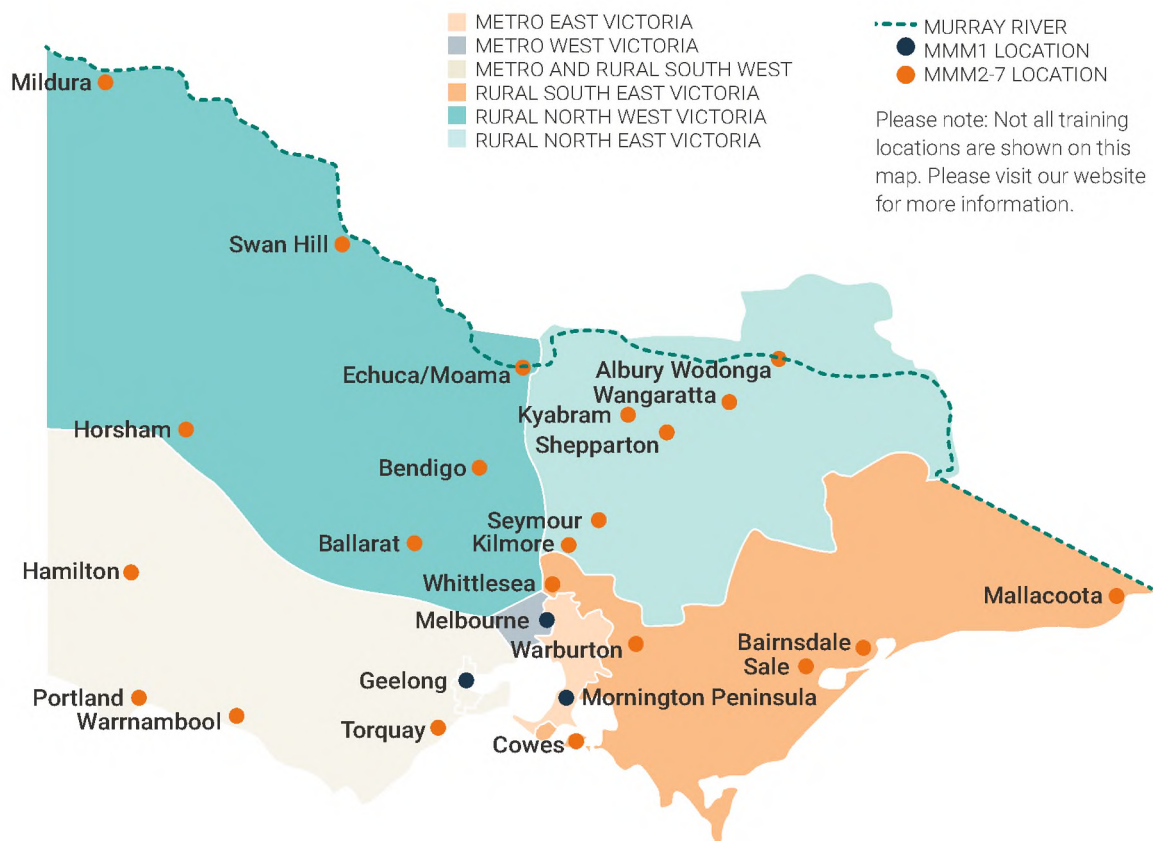 METRO EAST VICTORIA
METRO WEST VICTORIA
METRO AND RURAL SOUTH WEST
RURAL SOUTH EAST VICTORIA
RURAL NORTH WEST VICTORIA
RURAL NORTH EAST VICTORIA
MURRAY RIVER
MMM1 LOCATION
MMM2-7 LOCATION
Please note: Not all training
locations are shown on this
map. Please visit our website
for more information.
Mildura
Swan Hill
Echuca/Moama
Albury Wodonga
Wangaratta
Kyabram
Shepparton
Horsham
Bendigo
Seymour
Ballarat
Kilmore
Hamilton
Whittlesea
Mallacoota
Melbourne
Warburton
Bairnsdale
Sale
Geelong
Mornington Peninsula
Portland
Warrnambool
Torquay
Cowes